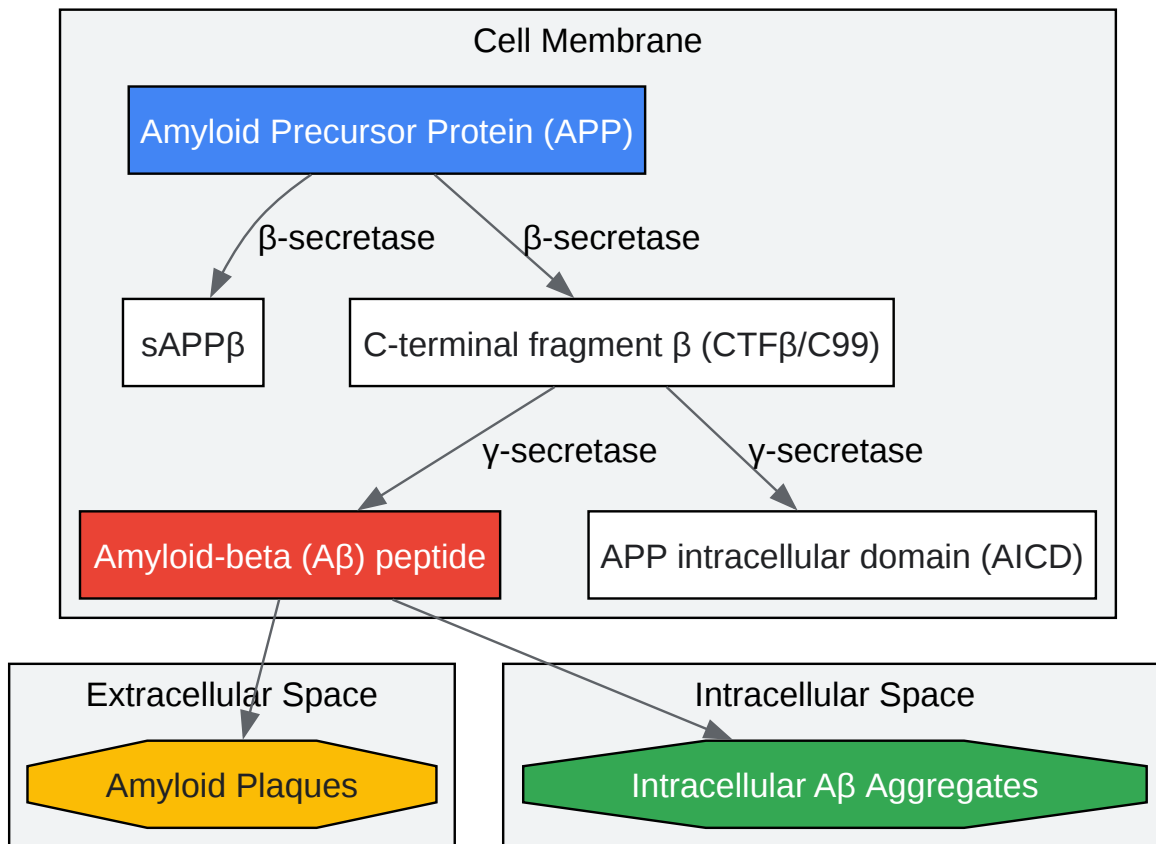 Cell Membrane
Amyloid Precursor Protein (APP)
β-secretase
β-secretase
sAPPβ
C-terminal fragment β (CTFβ/C99)
γ-secretase
γ-secretase
Amyloid-beta (Aβ) peptide
APP intracellular domain (AICD)
Extracellular Space
Intracellular Space
Amyloid Plaques
Intracellular Aβ Aggregates